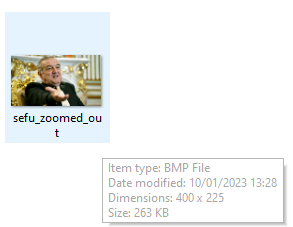 sefu_zoomed_ou
t
Item type: BMP File
Date modified: 10/01/2023 13:28
Dimensions: 400 x 225
Size: 263 KB